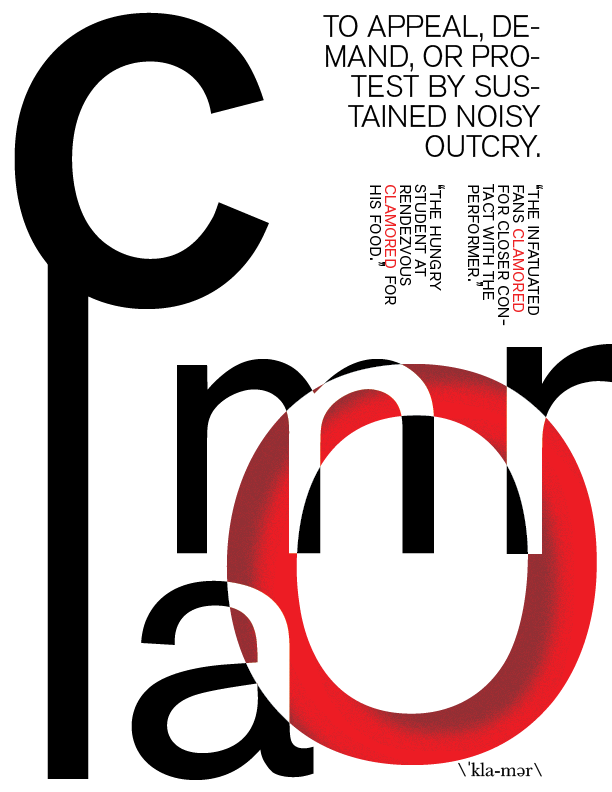 TO APPEAL, DE-
MAND, OR PRO-
TEST BY SUS-
TAINED NOISY
OUTCRY.
“THE INFATUATED
FANS CLAMORED
FOR CLOSER CON-
TACT WITH THE
PERFORMER.”
“THE HUNGRY
STUDENT AT
RENDEZVOUS
CLAMORED FOR
HIS FOOD.”
clamor
\ˈkla-mər\